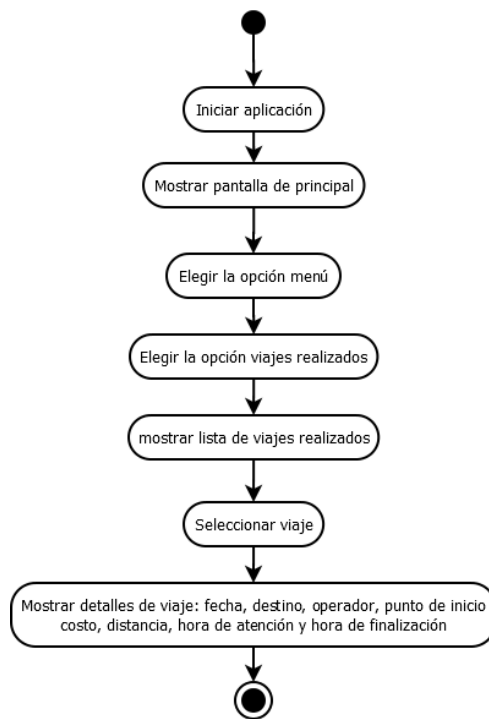 Iniciar aplicación
Mostrar pantalla de principal
Elegir la opción menú
Elegir la opción viajes realizados
mostrar lista de viajes realizados
Seleccionar viaje
Mostrar detalles de viaje: fecha, destino, operador, punto de inicio
costo, distancia, hora de atención y hora de finalización